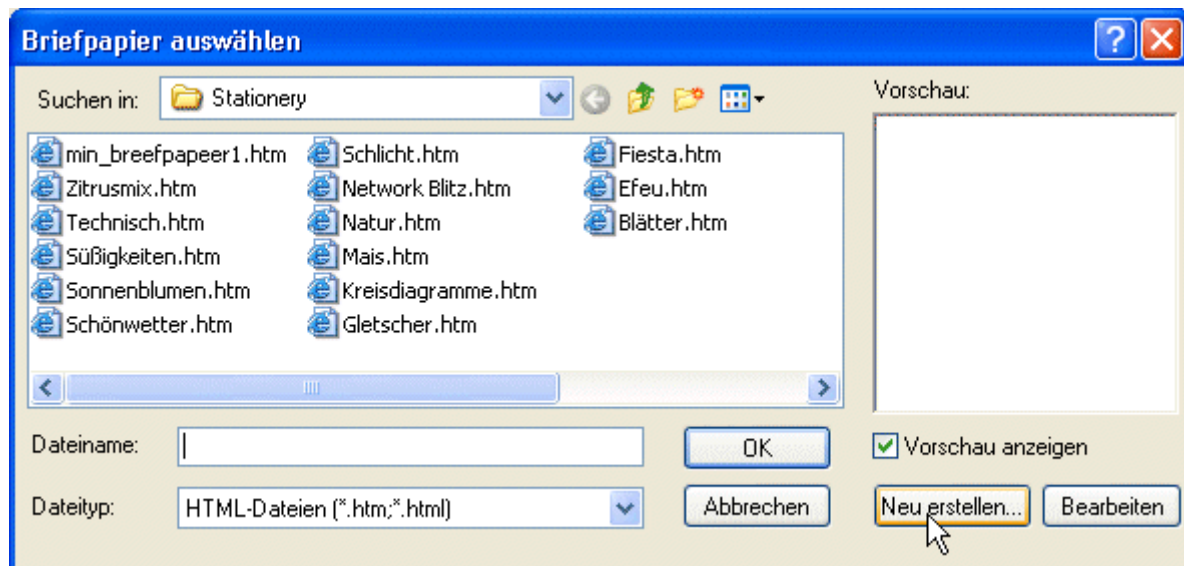 Briefpapier auswählen
Suchen in: Stationery
Vorschau:
min_breefpapeer1.htm Schlicht.htm Fiesta.htm
Zitrusmix.htm Network Blitz.htm Efeu.htm
Technisch.htm Natur.htm Blätter.htm
Süßigkeiten.htm Mais.htm
Sonnenblumen.htm Kreisdiagramme.htm
Schönwetter.htm Gletscher.htm
Dateiname: OK Vorschau anzeigen
Dateityp: HTML-Dateien (*.htm;*.html) Abbrechen Neu erstellen... Bearbeiten